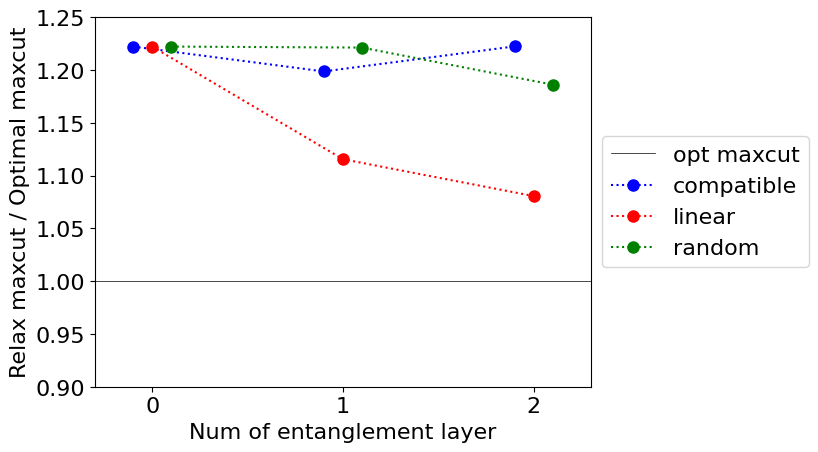 Relax maxcut / Optimal maxcut
1.25
1.20
1.15
1.10
1.05
1.00
0.95
0.90
0
1
2
Num of entanglement layer
opt maxcut
compatible
linear
random